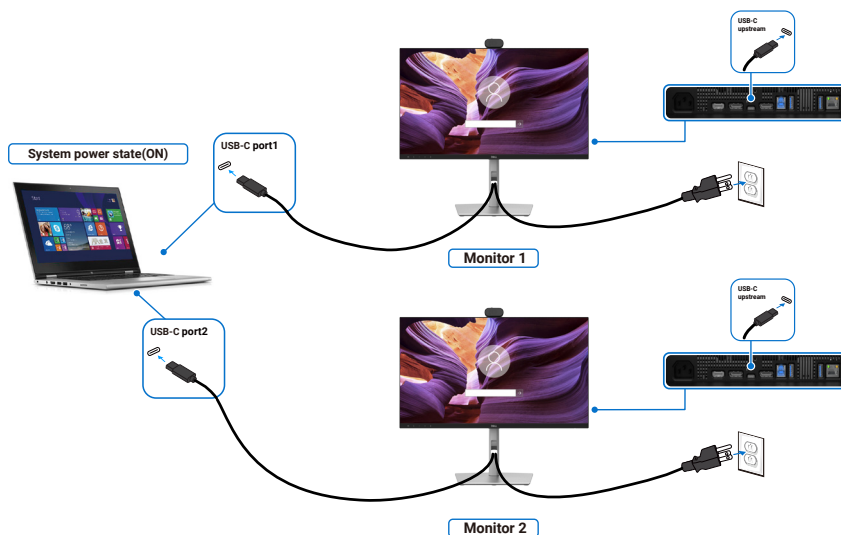 USB-C
upstream
USB-C port1
System power state(ON)
Monitor 1
USB-C
upstream
USB-C port2
Monitor 2